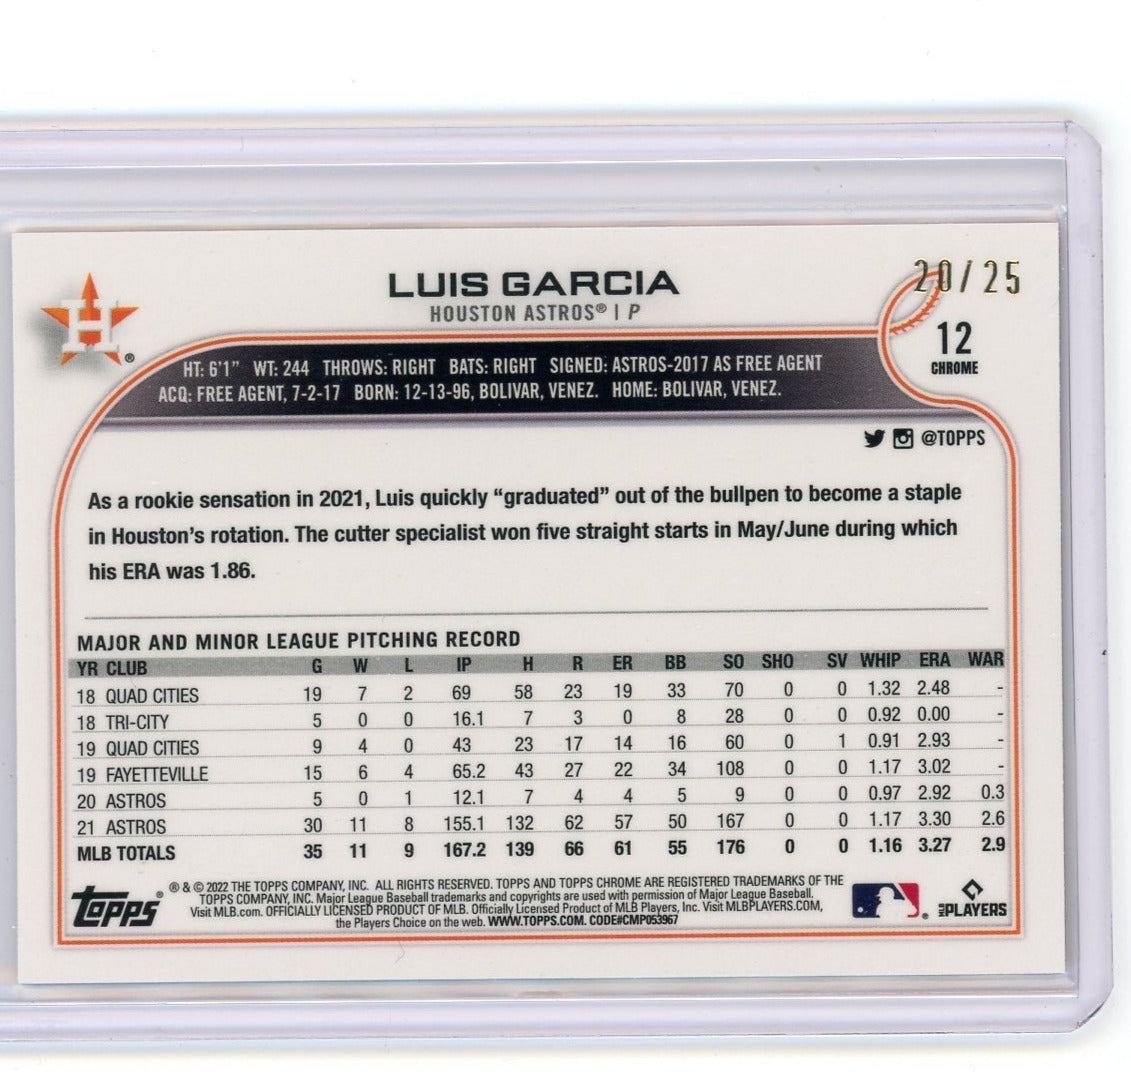 LUIS GARCIA
20/25
HOUSTON ASTROS® | P
H
®
12
CHROME
HT: 6'1" WT: 244 THROWS: RIGHT BATS: RIGHT SIGNED: ASTROS-2017 AS FREE AGENT
ACQ: FREE AGENT, 7-2-17 BORN: 12-13-96, BOLIVAR, VENEZ. HOME: BOLIVAR, VENEZ.
@TOPPS
As a rookie sensation in 2021, Luis quickly “graduated” out of the bullpen to become a staple
in Houston’s rotation. The cutter specialist won five straight starts in May/June during which
his ERA was 1.86.
MAJOR AND MINOR LEAGUE PITCHING RECORD
YR CLUB G W L IP H R ER BB SO SHO SV WHIP ERA WAR
18 QUAD CITIES 19 7 2 69 58 23 19 33 70 0 0 1.32 2.48 -
18 TRI-CITY 5 0 0 16.1 7 3 0 8 28 0 0 0.92 0.00 -
19 QUAD CITIES 9 4 0 43 23 17 14 16 60 0 1 0.91 2.93 -
19 FAYETTEVILLE 15 6 4 65.2 43 27 22 34 108 0 0 1.17 3.02 -
20 ASTROS 5 0 1 12.1 7 4 4 5 9 0 0 0.97 2.92 0.3
21 ASTROS 30 11 8 155.1 132 62 57 50 167 0 0 1.17 3.30 2.6
MLB TOTALS 35 11 9 167.2 139 66 61 55 176 0 0 1.16 3.27 2.9
Topps®
® & © 2022 THE TOPPS COMPANY, INC. ALL RIGHTS RESERVED. TOPPS AND TOPPS CHROME ARE REGISTERED TRADEMARKS OF THE
TOPPS COMPANY, INC. Major League Baseball trademarks and copyrights are used with permission of Major League Baseball.
Visit MLB.com. OFFICIALLY LICENSED PRODUCT OF MLB. Officially Licensed Product of MLB Players, Inc. Visit MLBPLAYERS.COM,
the Players Choice on the web. WWW.TOPPS.COM. CODE#CMP053967
®
MLB PLAYERS